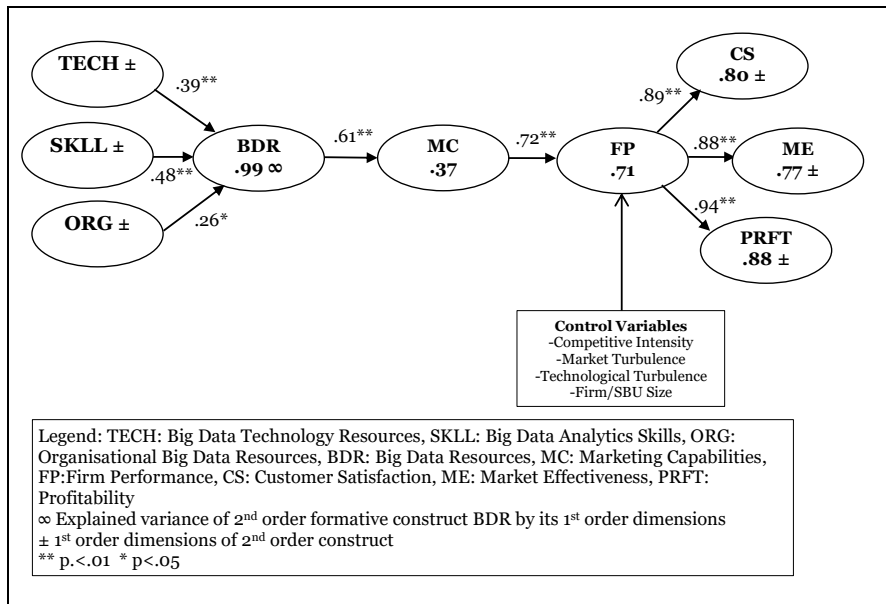 TECH ±
.39**
SKLL ±
.48**
ORG ±
.26*
BDR
.99 ∞
.61**
MC
.37
.72**
FP
.71
.89**
CS
.80 ±
.88**
ME
.77 ±
.94**
PRFT
.88 ±
Control Variables
-Competitive Intensity
-Market Turbulence
-Technological Turbulence
-Firm/SBU Size
Legend: TECH: Big Data Technology Resources, SKLL: Big Data Analytics Skills, ORG:
Organisational Big Data Resources, BDR: Big Data Resources, MC: Marketing Capabilities,
FP:Firm Performance, CS: Customer Satisfaction, ME: Market Effectiveness, PRFT:
Profitability
∞ Explained variance of 2nd order formative construct BDR by its 1st order dimensions
± 1st order dimensions of 2nd order construct
** p.<.01 * p<.05